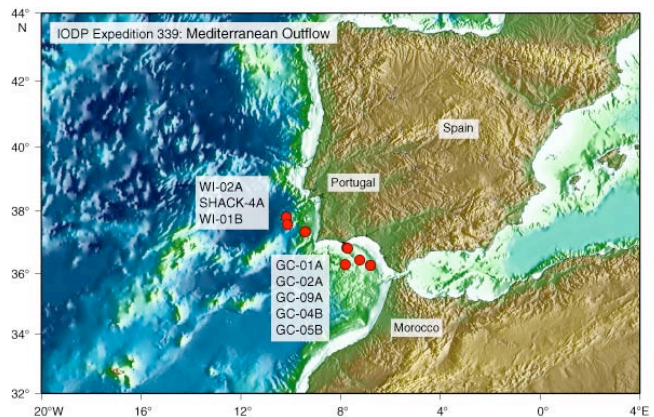 44°
N
IODP Expedition 339: Mediterranean Outflow
42°
Spain
40°
Portugal
WI-02A
SHACK-4A
WI-01B
38°
36°
GC-01A
GC-02A
GC-09A
GC-04B
GC-05B
34°
Morocco
32°
20°W
16°
12°
8°
4°
0°
4°E